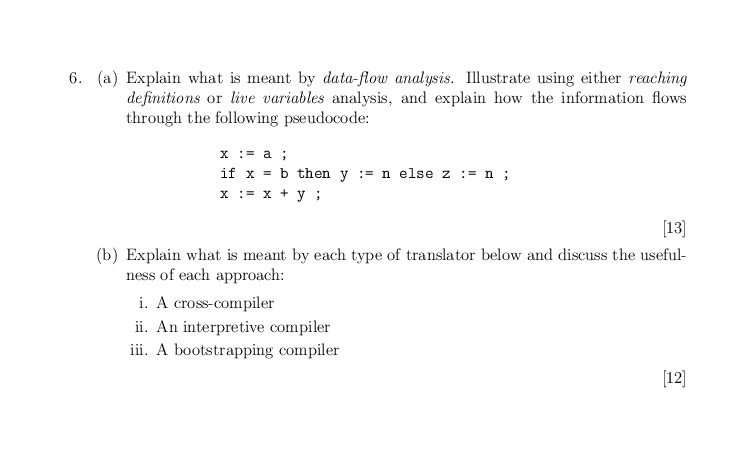 6. (a) Explain what is meant by data-flow analysis. Illustrate using either reaching
definitions or live variables analysis, and explain how the information flows
through the following pseudocode:
x := a ;
if x = b then y := n else z := n ;
x := x + y ;
[13]
(b) Explain what is meant by each type of translator below and discuss the useful-
ness of each approach:
i. A cross-compiler
ii. An interpretive compiler
iii. A bootstrapping compiler
[12]